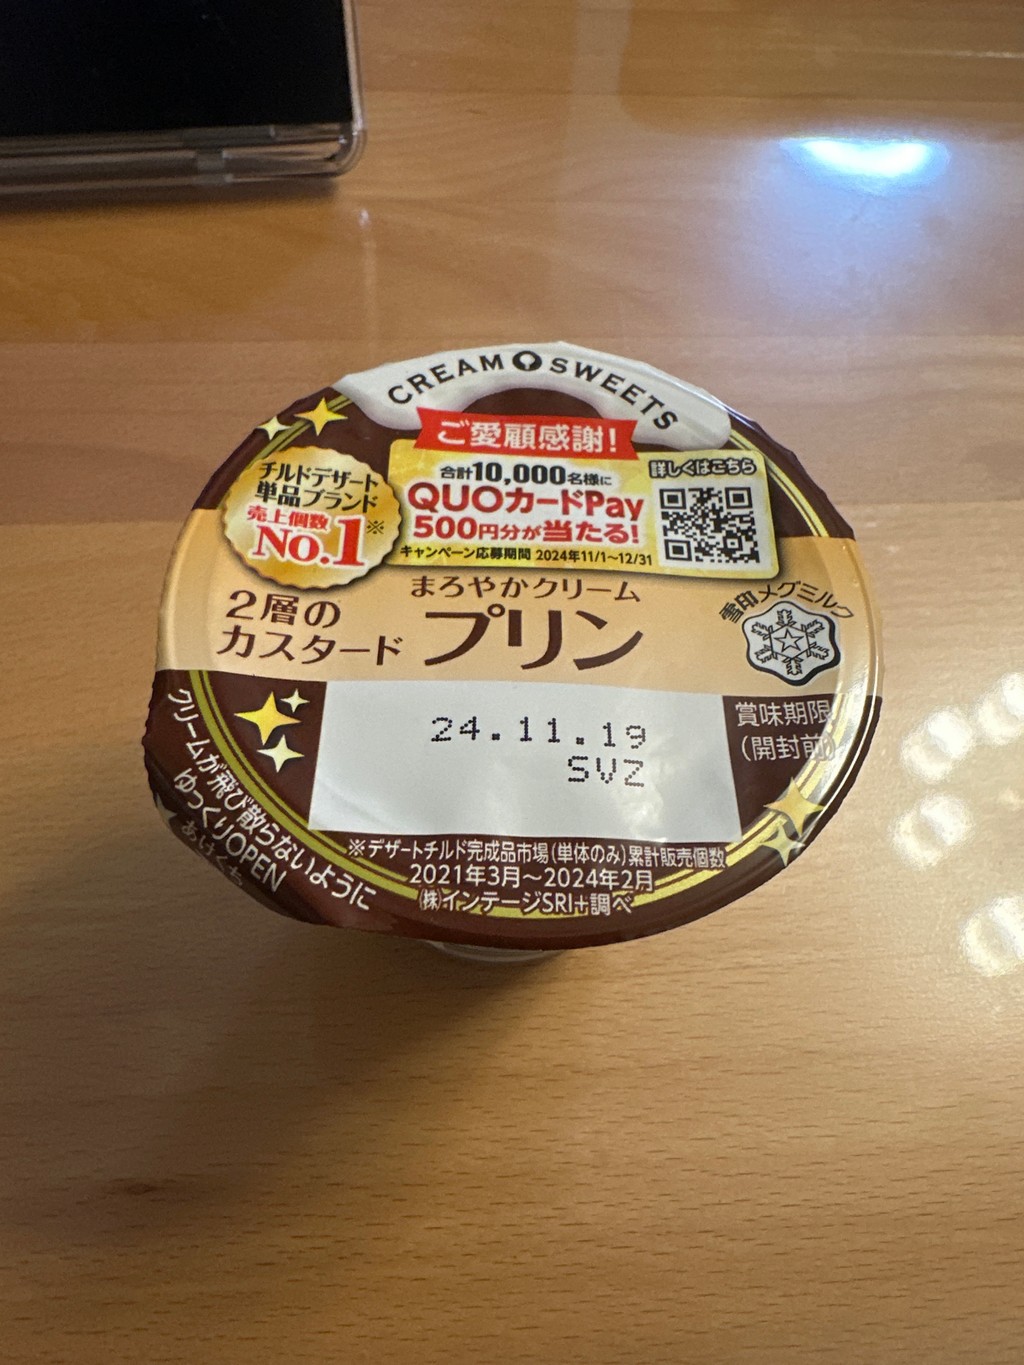 CREAM SWEETS
ご愛顧感謝!
チルドデザート
単品ブランド
売上個数
No.1※
合計10,000名様に
QUOカードPay
500円分が当たる!
キャンペーン応募期間 2024年11/1〜12/31
詳しくはこちら
2層の
カスタード
まろやかクリーム
プリン
雪印メグミルク
24.11.19
SVZ
賞味期限
(開封前)
※デザートチルド完成品市場(単体のみ)累計販売個数
2021年3月〜2024年2月
㈱インテージSRI+調べ
クリームが飛び散らないように
ゆっくりOPEN
あけくち